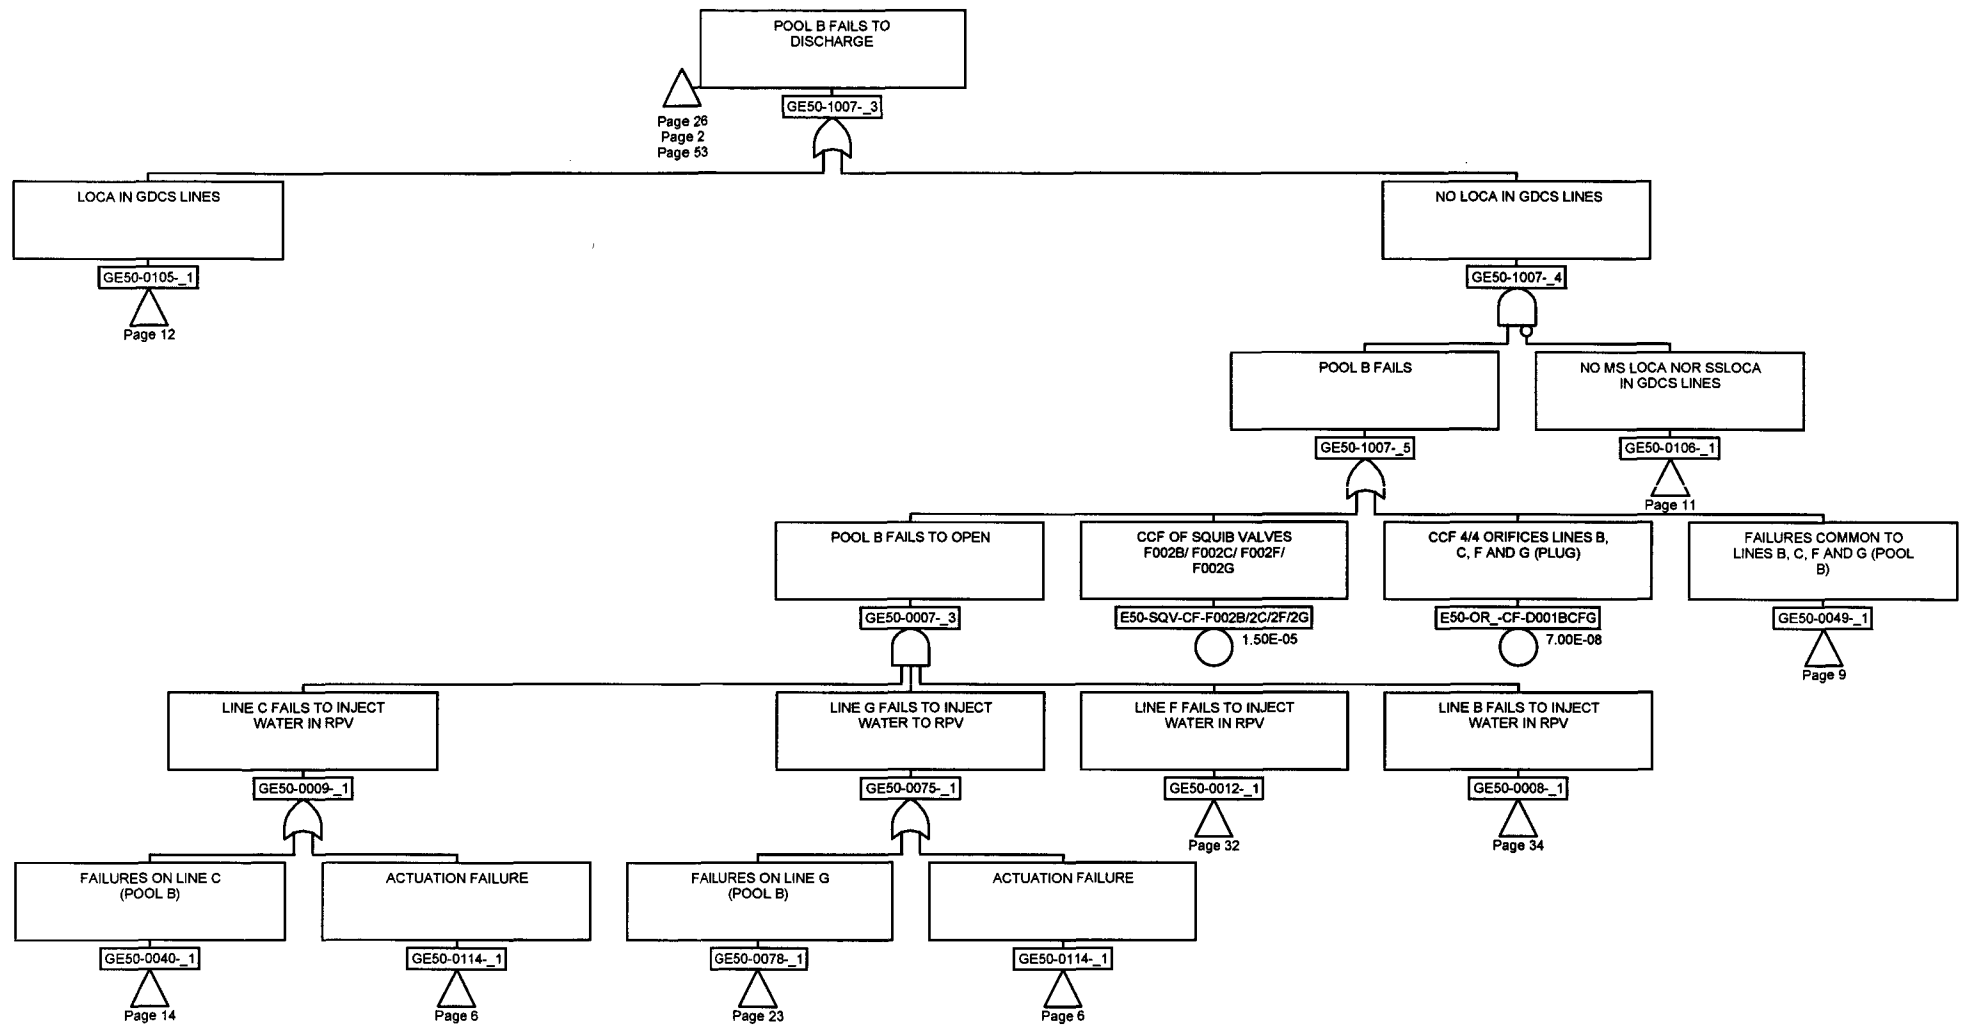 POOL B FAILS TO
DISCHARGE
GE50-1007-_3
Page 26
Page 2
Page 53
LOCA IN GDCS LINES
GE50-0105-_1
Page 12
NO LOCA IN GDCS LINES
GE50-1007-_4
POOL B FAILS
GE50-1007-_5
NO MS LOCA NOR SSLOCA
IN GDCS LINES
GE50-0106-_1
Page 11
POOL B FAILS TO OPEN
GE50-0007-_3
CCF OF SQUIB VALVES
F002B/ F002C/ F002F/
F002G
E50-SQV-CF-F002B/2C/2F/2G
1.50E-05
CCF 4/4 ORIFICES LINES B,
C, F AND G (PLUG)
E50-OR_-CF-D001BCFG
7.00E-08
FAILURES COMMON TO
LINES B, C, F AND G (POOL
B)
GE50-0049-_1
Page 9
LINE C FAILS TO INJECT
WATER IN RPV
GE50-0009-_1
LINE G FAILS TO INJECT
WATER TO RPV
GE50-0075-_1
LINE F FAILS TO INJECT
WATER IN RPV
GE50-0012-_1
Page 32
LINE B FAILS TO INJECT
WATER IN RPV
GE50-0008-_1
Page 34
FAILURES ON LINE C
(POOL B)
GE50-0040-_1
Page 14
ACTUATION FAILURE
GE50-0114-_1
Page 6
FAILURES ON LINE G
(POOL B)
GE50-0078-_1
Page 23
ACTUATION FAILURE
GE50-0114-_1
Page 6